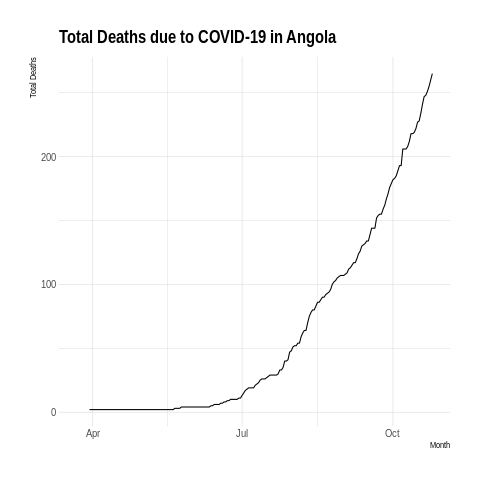 Total Deaths due to COVID-19 in Angola
Total Deaths
200
100
0
Apr
Jul
Oct
Month